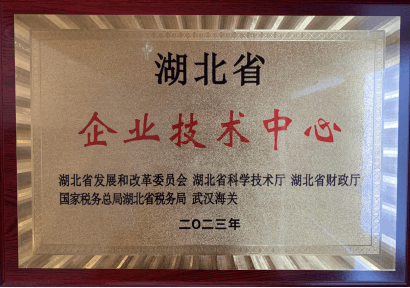 湖北省
企业技术中心
湖北省发展和改革委员会 湖北省科学技术厅 湖北省财政厅
国家税务总局湖北省税务局 武汉海关
二〇二三年